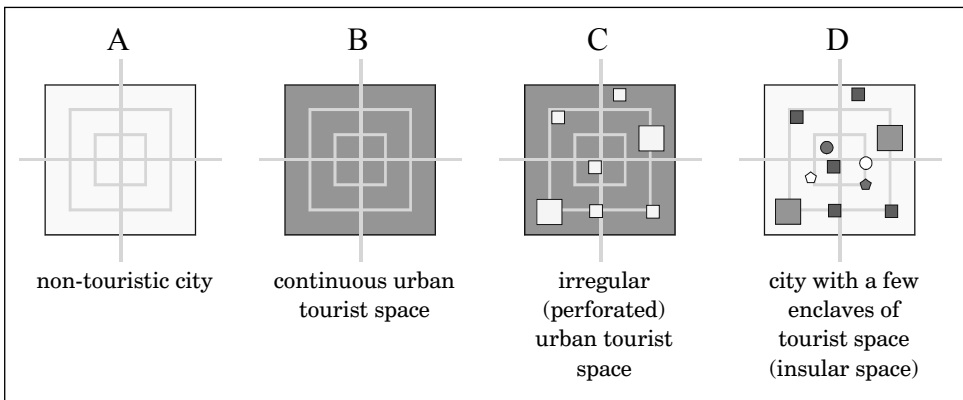 A
B
C
D
non-touristic city
continuous urban
tourist space
irregular
(perforated)
urban tourist
space
city with a few
enclaves of
tourist space
(insular space)